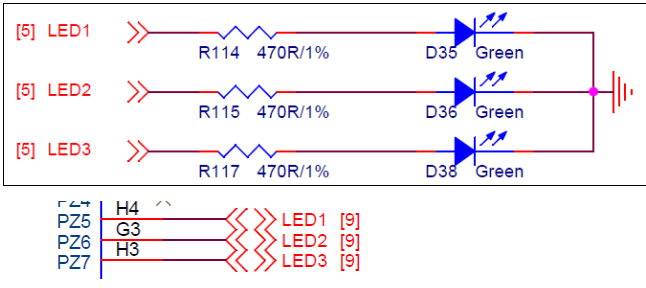 [5] LED1
R114 470R/1% D35 Green
[5] LED2
R115 470R/1% D36 Green
[5] LED3
R117 470R/1% D38 Green
PZ4
PZ5 H4 LED1 [9]
PZ6 G3 LED2 [9]
PZ7 H3 LED3 [9]